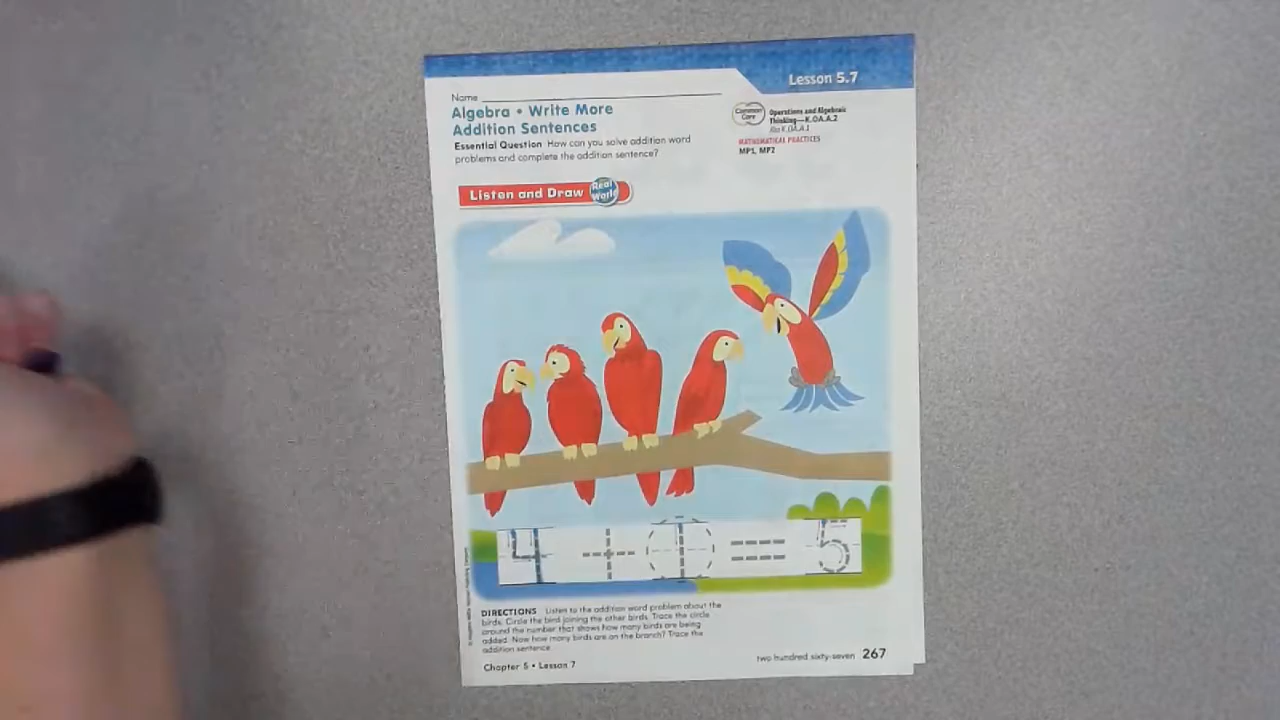 Lesson 5.7
Name
Algebra • Write More
Addition Sentences
Essential Question How can you solve addition word
problems and complete the addition sentence?
Common Core
Operations and Algebraic
Thinking—K.OA.A.2
Also K.OA.A.1
MATHEMATICAL PRACTICES
MP1, MP2
Listen and Draw
Real World
4 + 1 = 5
DIRECTIONS Listen to the addition word problem about the
birds. Circle the bird joining the other birds. Trace the circle
around the number that shows how many birds are being
added. Now how many birds are on the branch? Trace the
addition sentence.
Chapter 5 • Lesson 7
two hundred sixty-seven 267